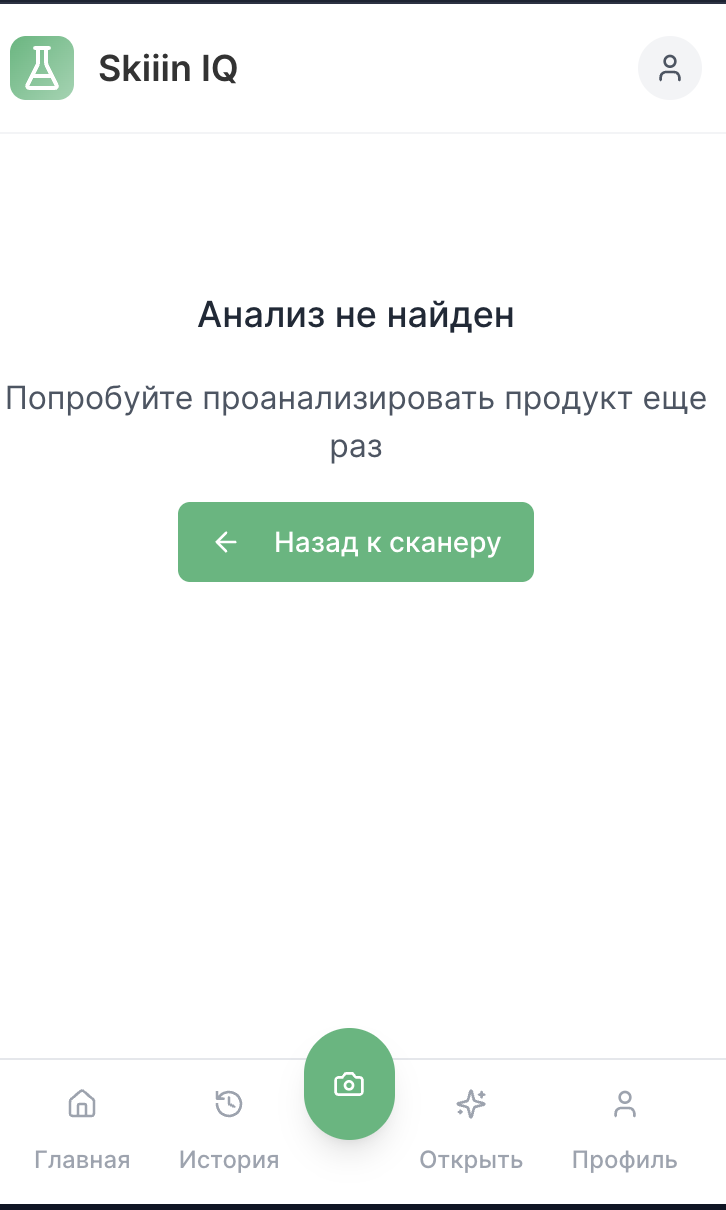 Skiiin IQ
Анализ не найден
Попробуйте проанализировать продукт еще
раз
Назад к сканеру
Главная
История
Открыть
Профиль